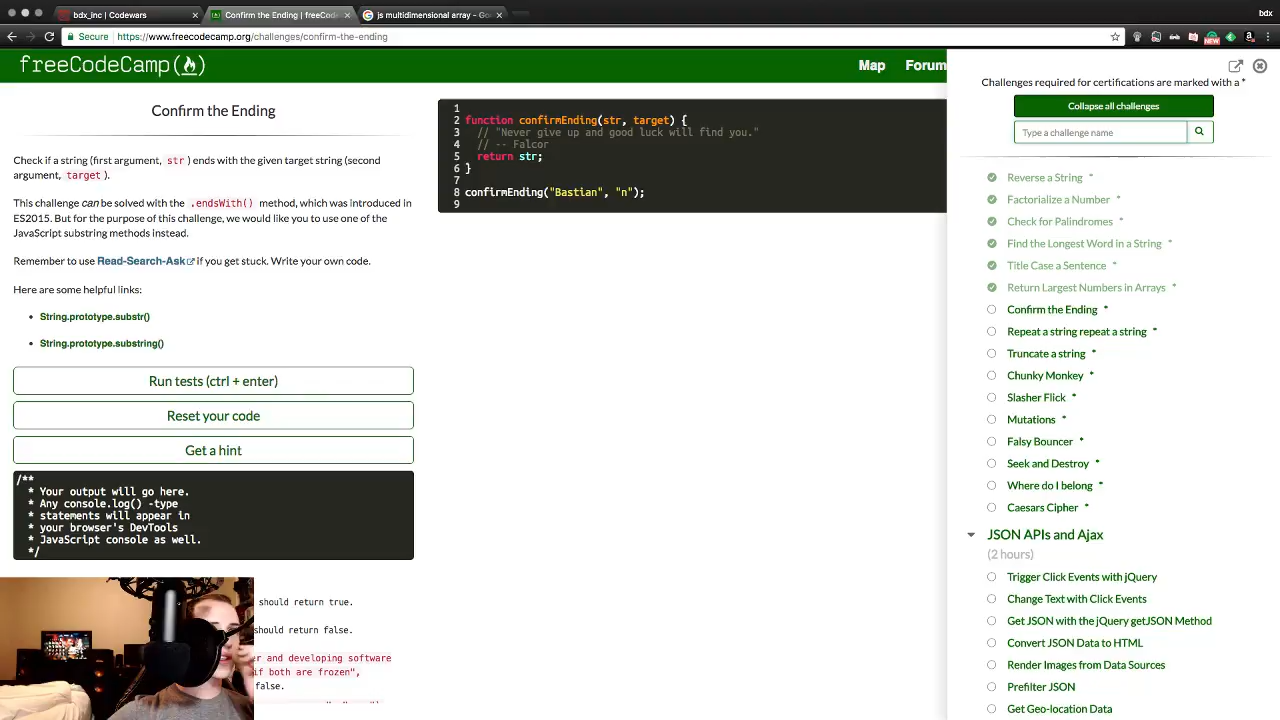 bdx_inc | Codewars
Confirm the Ending | freeCodeC
js multidimensional array - Go
bdx
Secure
https://www.freecodecamp.org/challenges/confirm-the-ending
NEW
freeCodeCamp
Map
Forum
Confirm the Ending
Check if a string (first argument, str ) ends with the given target string (second
argument, target ).
This challenge can be solved with the .endsWith() method, which was introduced in
ES2015. But for the purpose of this challenge, we would like you to use one of the
JavaScript substring methods instead.
Remember to use Read-Search-Ask if you get stuck. Write your own code.
Here are some helpful links:
String.prototype.substr()
String.prototype.substring()
Run tests (ctrl + enter)
Reset your code
Get a hint
/**
* Your output will go here.
* Any console.log() -type
* statements will appear in
* your browser's DevTools
* JavaScript console as well.
*/
should return true.
should return false.
er and developing software
if both are frozen",
false.
1
2 function confirmEnding(str, target) {
3 // "Never give up and good luck will find you."
4 // -- Falcor
5 return str;
6 }
7
8 confirmEnding("Bastian", "n");
9
Challenges required for certifications are marked with a *
Collapse all challenges
Type a challenge name
Reverse a String *
Factorialize a Number *
Check for Palindromes *
Find the Longest Word in a String *
Title Case a Sentence *
Return Largest Numbers in Arrays *
Confirm the Ending *
Repeat a string repeat a string *
Truncate a string *
Chunky Monkey *
Slasher Flick *
Mutations *
Falsy Bouncer *
Seek and Destroy *
Where do I belong *
Caesars Cipher *
JSON APIs and Ajax
(2 hours)
Trigger Click Events with jQuery
Change Text with Click Events
Get JSON with the jQuery getJSON Method
Convert JSON Data to HTML
Render Images from Data Sources
Prefilter JSON
Get Geo-location Data